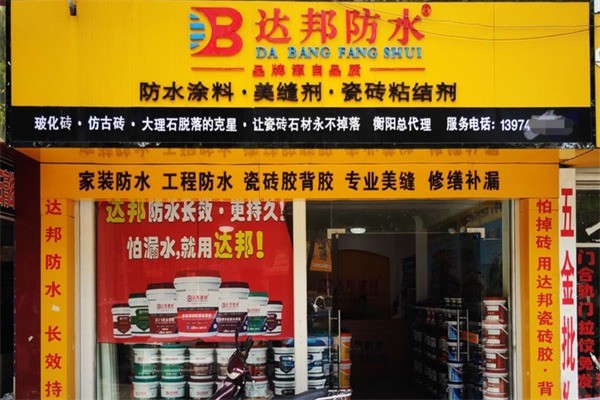 B 达邦防水®
DA BANG FANG SHUI
品牌源自品质
防水涂料·美缝剂·瓷砖粘结剂
玻化砖·仿古砖·大理石脱落的克星·让瓷砖石材永不掉落 衡阳总代理 服务电话:13974
家装防水 工程防水 瓷砖胶背胶 专业美缝 修缮补漏
达邦防水 长效持
达邦防水长效·更持久!
怕漏水,就用达邦!
怕掉砖用达邦瓷砖胶·背
五金批